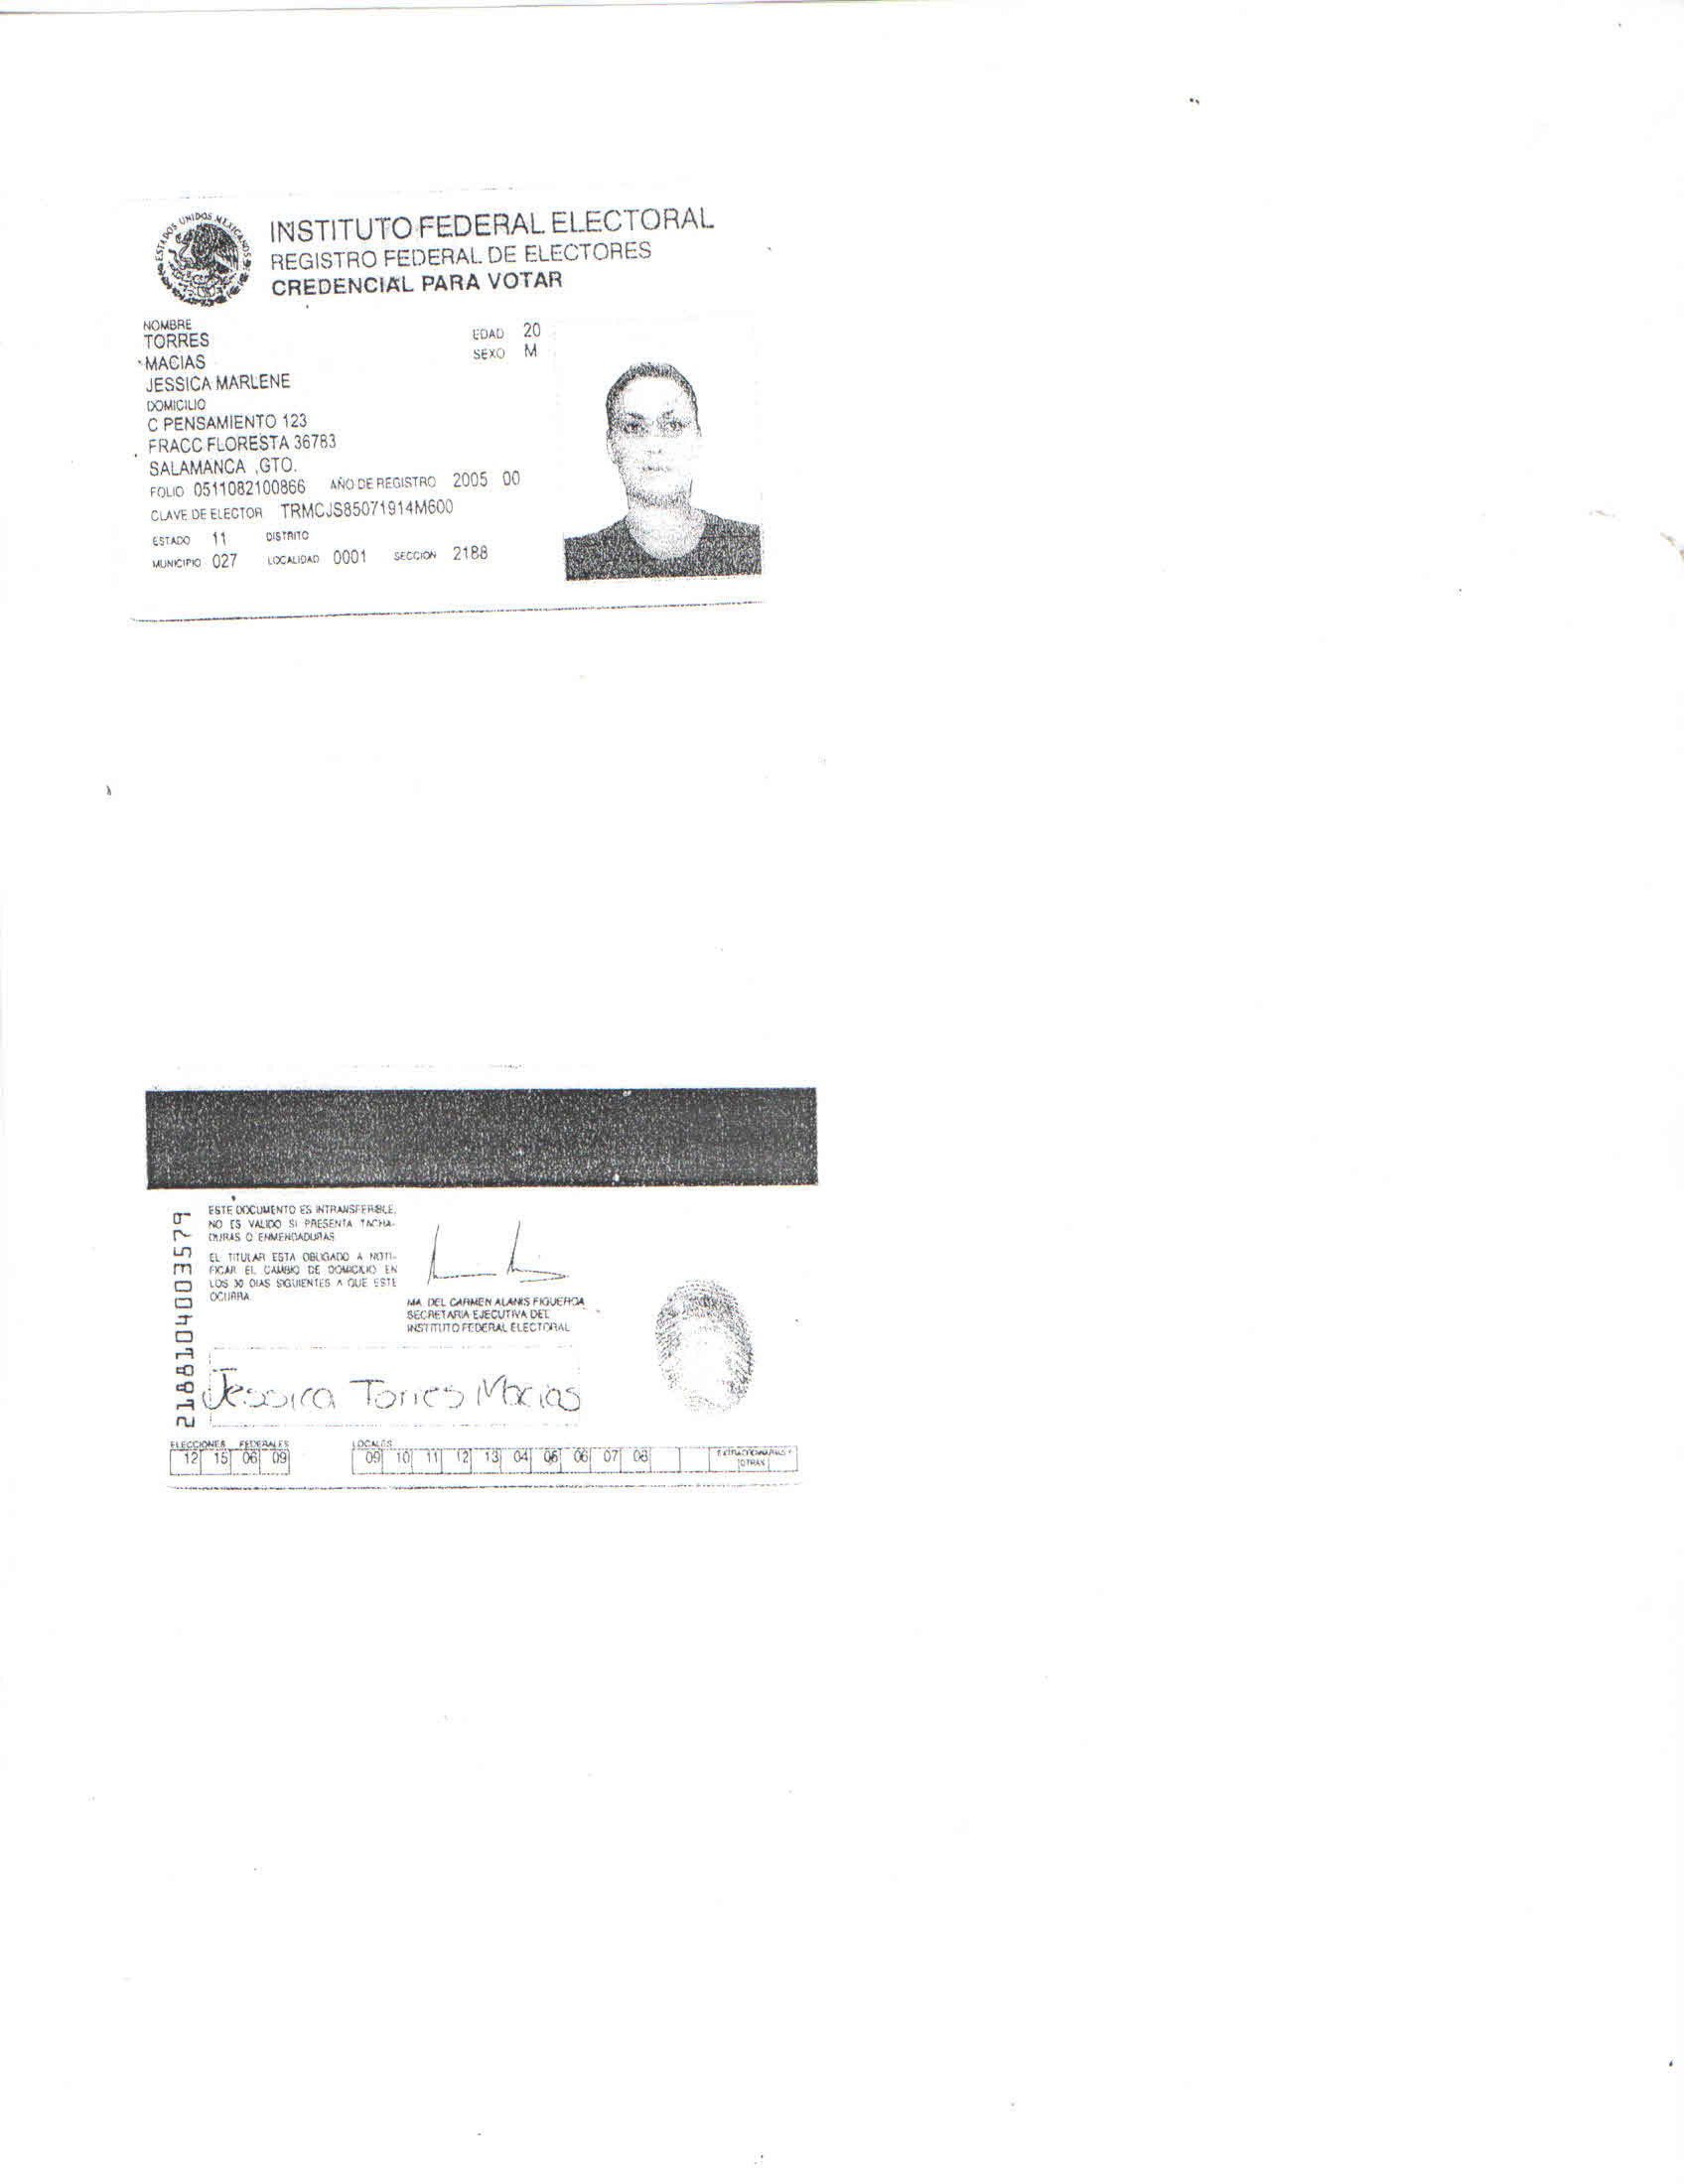 ESTADOS UNIDOS MEXICANOS
INSTITUTO FEDERAL ELECTORAL
REGISTRO FEDERAL DE ELECTORES
CREDENCIAL PARA VOTAR
NOMBRE
TORRES
MACIAS
JESSICA MARLENE
EDAD 20
SEXO M
DOMICILIO
C PENSAMIENTO 123
FRACC FLORESTA 36783
SALAMANCA ,GTO.
FOLIO 0511082100866 AÑO DE REGISTRO 2005 00
CLAVE DE ELECTOR TRMCJS85071914M600
ESTADO 11 DISTRITO
MUNICIPIO 027 LOCALIDAD 0001 SECCION 2188
2188104003579
ESTE DOCUMENTO ES INTRANSFERIBLE,
NO ES VALIDO SI PRESENTA TACHA-
DURAS O ENMENDADURAS
EL TITULAR ESTA OBLIGADO A NOTI-
FICAR EL CAMBIO DE DOMICILIO EN
LOS 30 DIAS SIGUIENTES A QUE ESTE
OCURRA
MA. DEL CARMEN ALANIS FIGUEROA
SECRETARIA EJECUTIVA DEL
INSTITUTO FEDERAL ELECTORAL
Jessica Torres Macias
ELECCIONES FEDERALES
12 15 06 09
LOCALES
09 10 11 12 13 04 05 06 07 08
EXTRAORDINARIAS Y
OTRAS